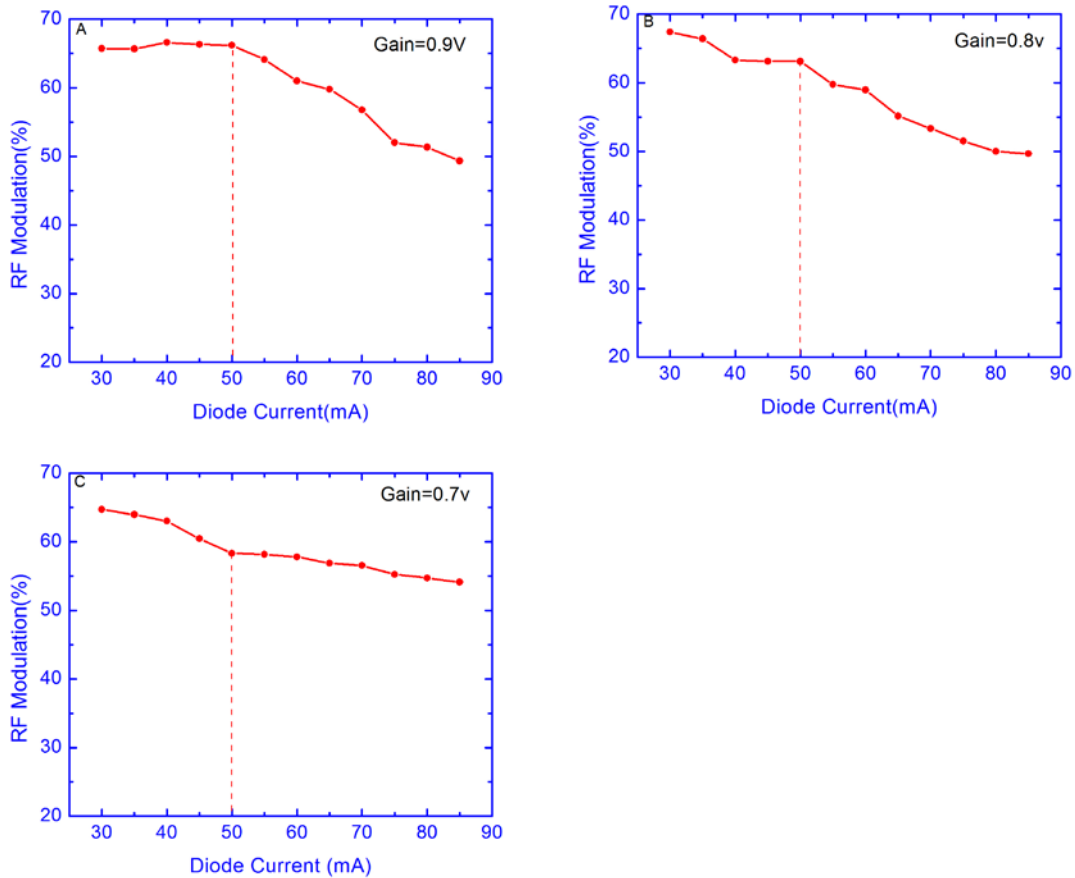 A
Gain=0.9V
70
60
50
40
30
20
RF Modulation(%)
30 40 50 60 70 80 90
Diode Current(mA)
B
Gain=0.8v
70
60
50
40
30
20
RF Modulation(%)
30 40 50 60 70 80 90
Diode Current(mA)
C
Gain=0.7v
70
60
50
40
30
20
RF Modulation(%)
30 40 50 60 70 80 90
Diode Current (mA)